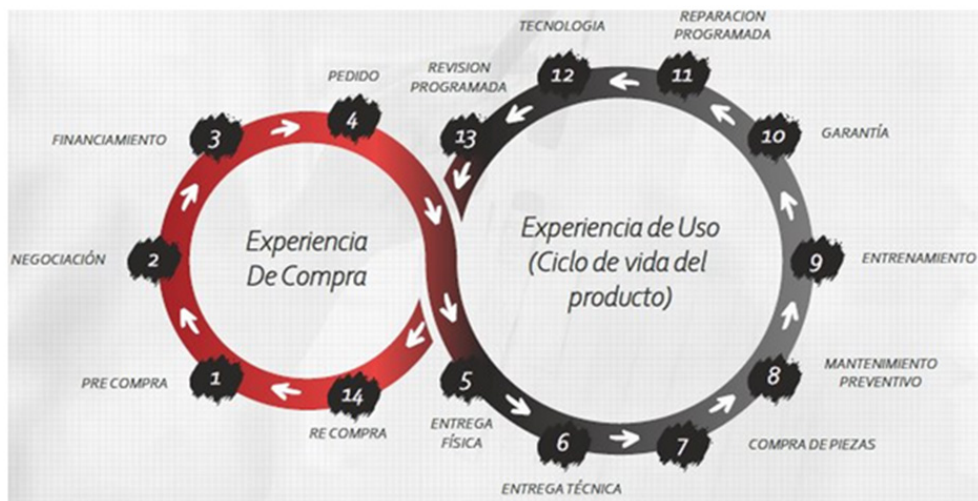 Experiencia
De Compra
1
PRE COMPRA
2
NEGOCIACIÓN
3
FINANCIAMIENTO
4
PEDIDO
Experiencia de Uso
(Ciclo de vida del
producto)
5
ENTREGA
FÍSICA
6
ENTREGA TÉCNICA
7
COMPRA DE PIEZAS
8
MANTENIMIENTO
PREVENTIVO
9
ENTRENAMIENTO
10
GARANTÍA
11
REPARACION
PROGRAMADA
12
TECNOLOGIA
13
REVISION
PROGRAMADA
14
RE COMPRA